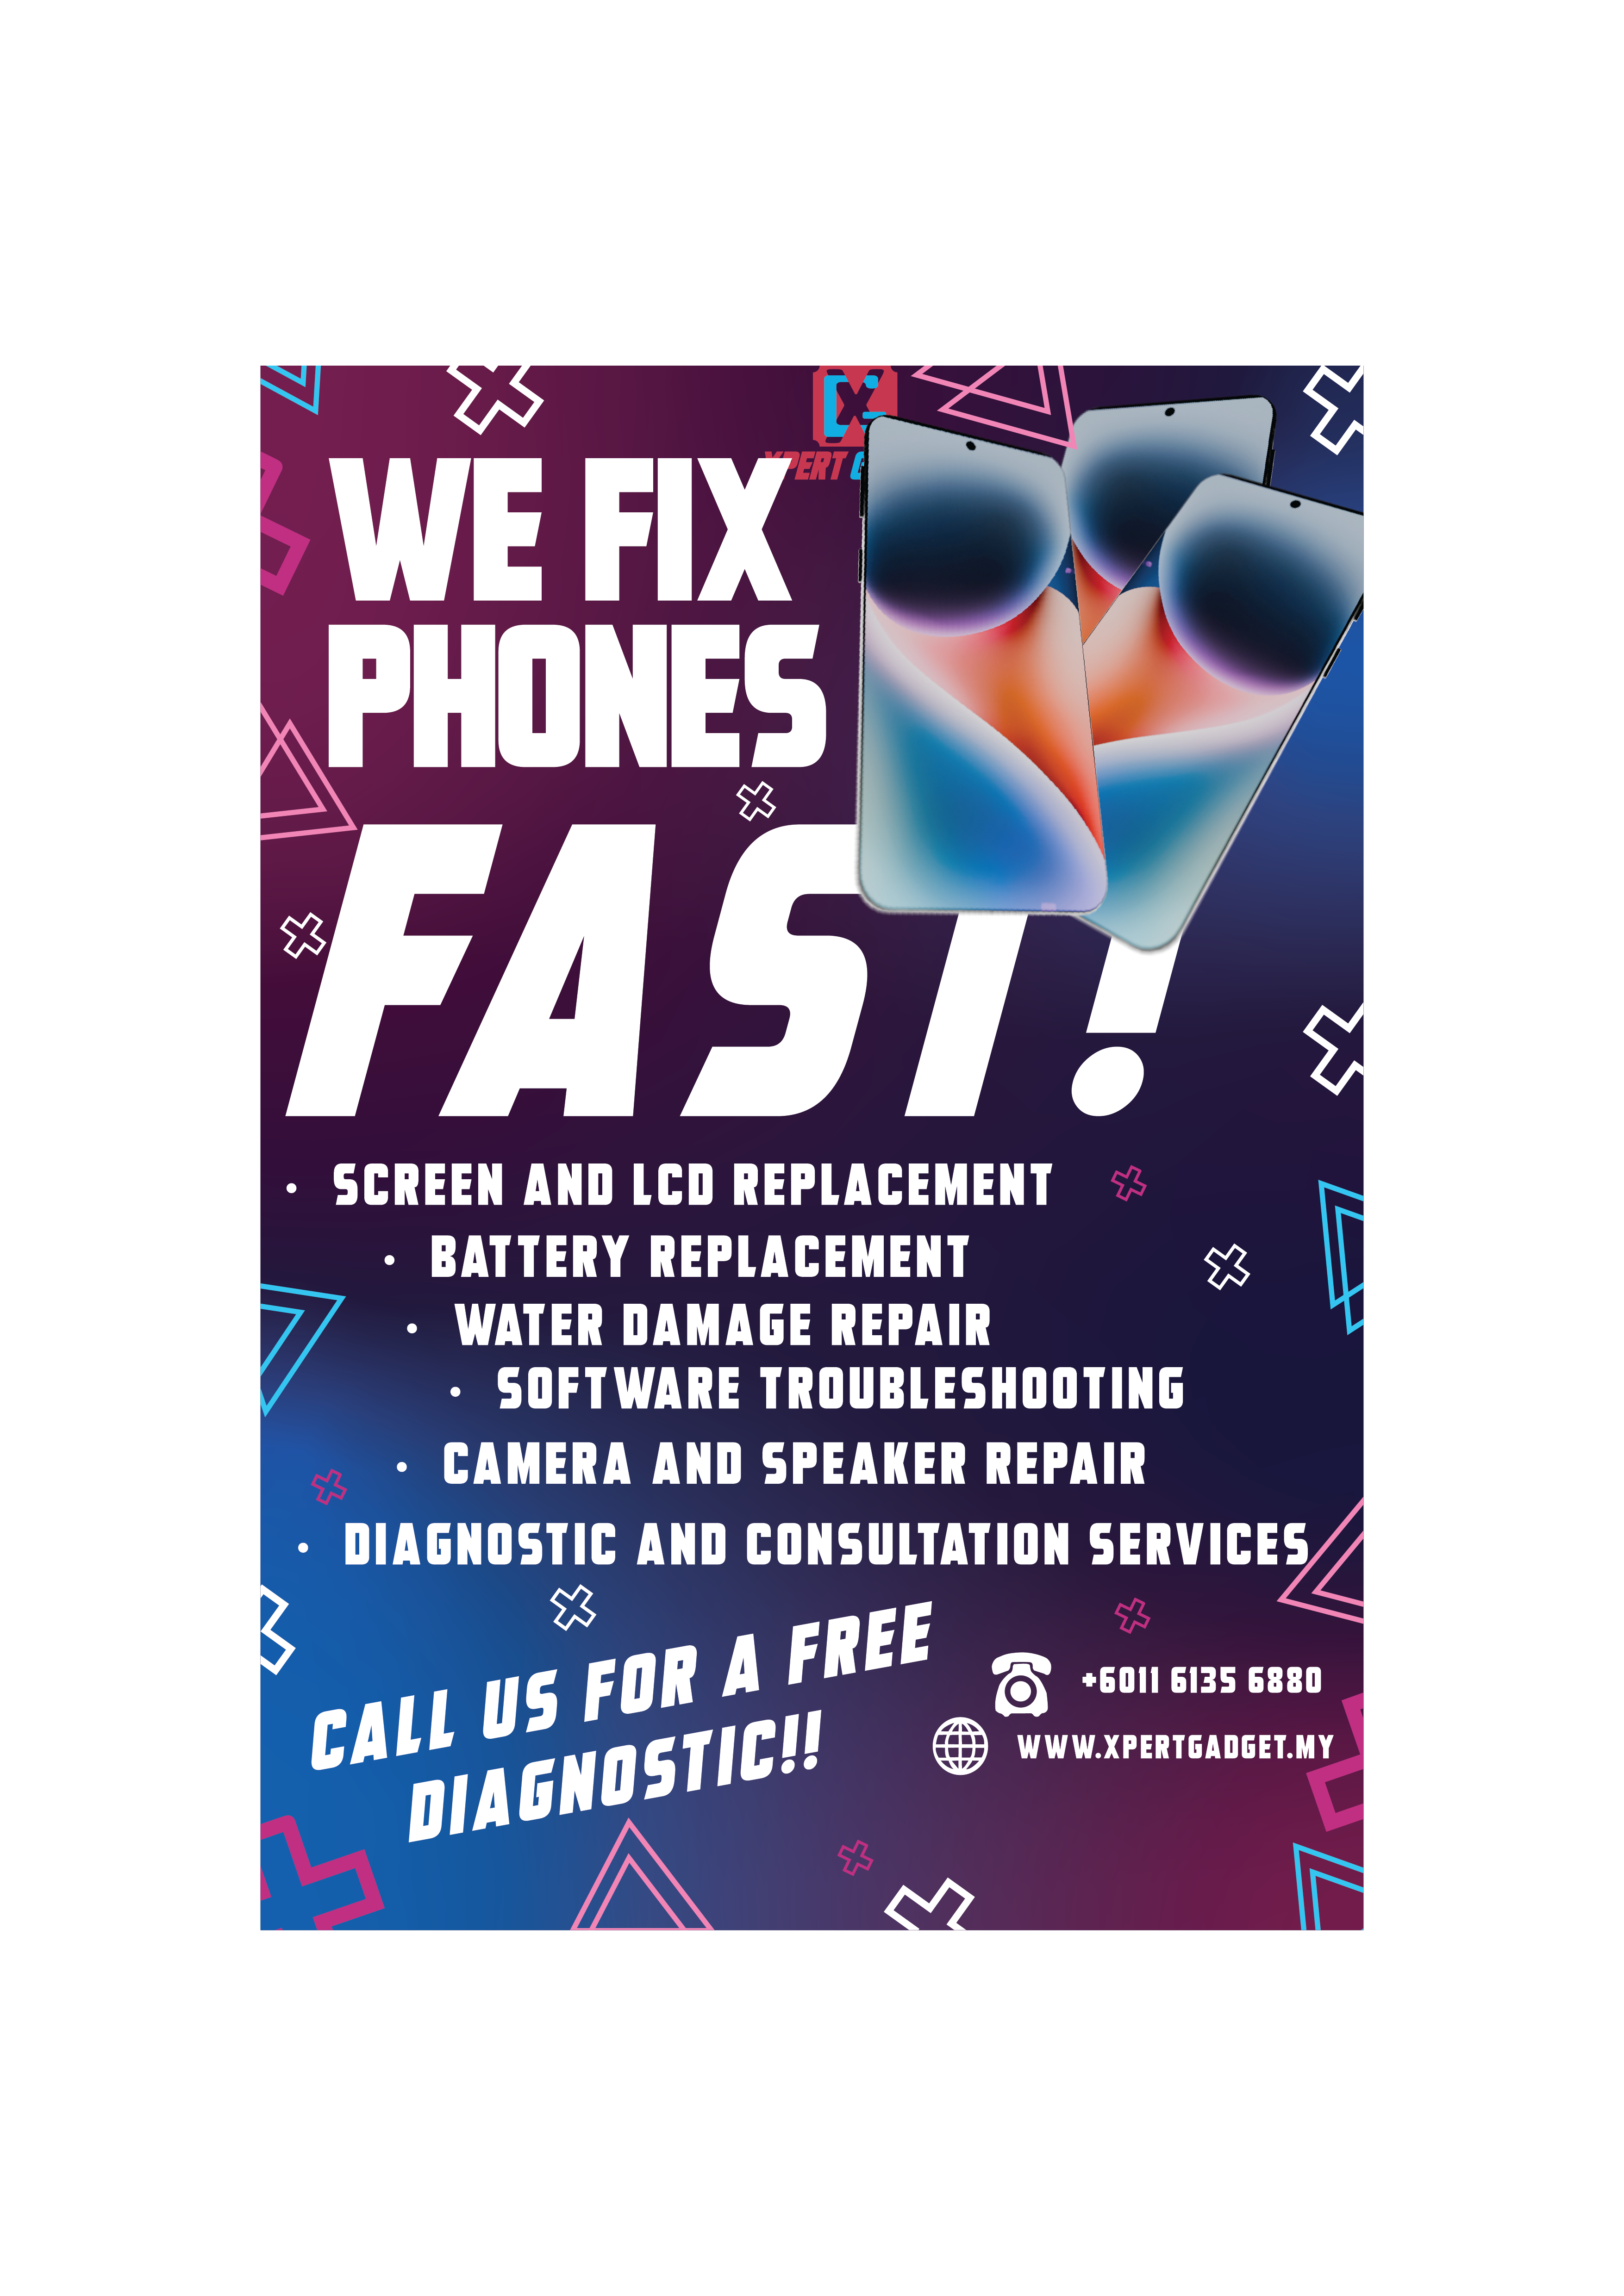 XPERT
WE FIX
PHONES
FAST!
• SCREEN AND LCD REPLACEMENT
• BATTERY REPLACEMENT
• WATER DAMAGE REPAIR
• SOFTWARE TROUBLESHOOTING
• CAMERA AND SPEAKER REPAIR
• DIAGNOSTIC AND CONSULTATION SERVICES
CALL US FOR A FREE
DIAGNOSTIC!!
+6011 6135 6880
WWW.XPERTGADGET.MY